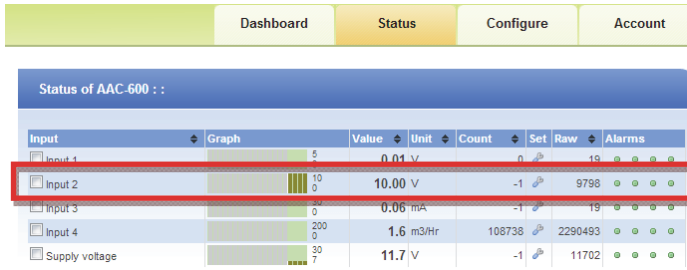 Dashboard Status Configure Account
Status of AAC-600 : :
Input Graph Value Unit Count Set Raw Alarms
Input 1 5 0.01 V 0 19
Input 2 10 0 10.00 V -1 9798
Input 3 0 0.06 mA -1 19
Input 4 200 0 1.6 m3/Hr 108738 2290493
Supply voltage 30 7 11.7 V -1 11702